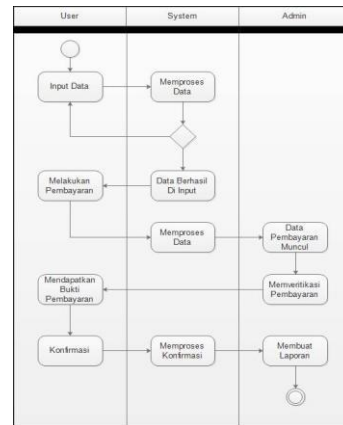 User System Admin
Input Data
Memproses
Data
Melakukan
Pembayaran
Data Berhasil
Di Input
Memproses
Data
Data
Pembayaran
Muncul
Mendapatkan
Bukti
Pembayaran
Memverifikasi
Pembayaran
Konfirmasi
Memproses
Konfirmasi
Membuat
Laporan